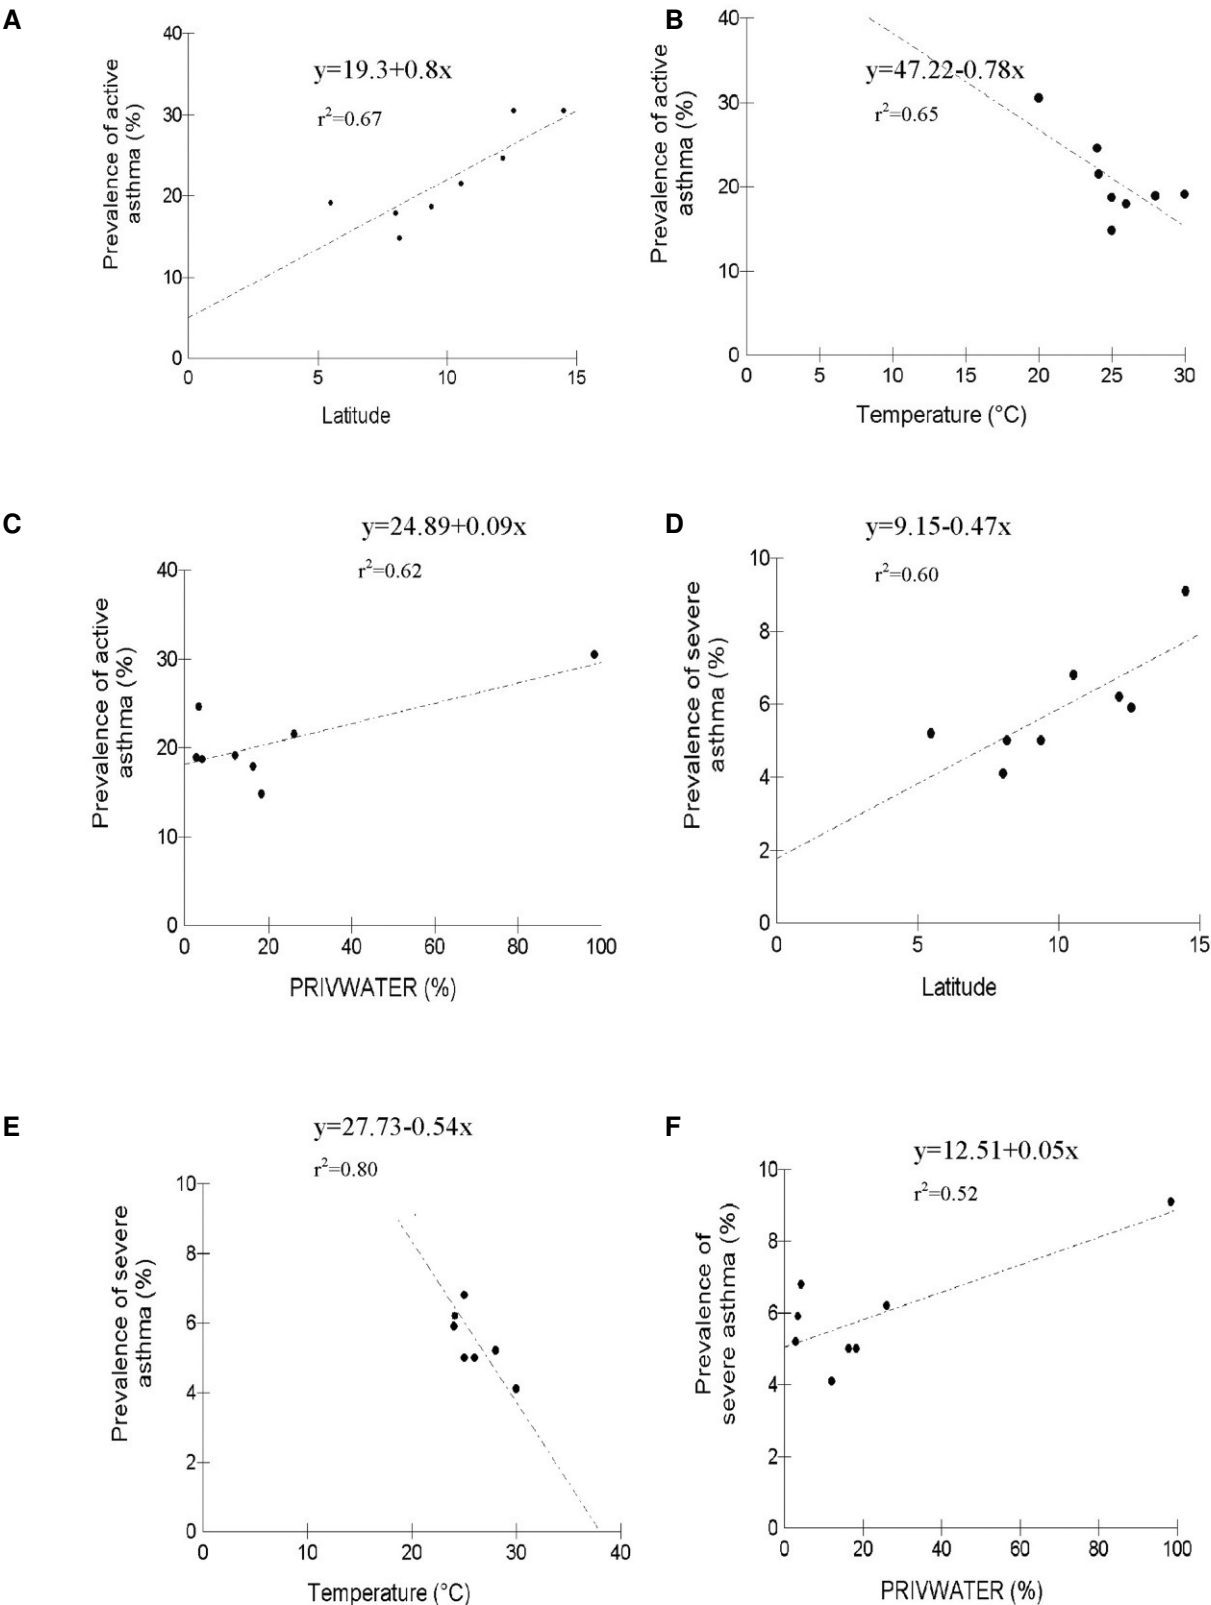 A
y=19.3+0.8x
r²=0.67
Prevalence of active
asthma (%)
40
30
20
10
0
0 5 10 15
Latitude
B
y=47.22-0.78x
r²=0.65
Prevalence of active
asthma (%)
40
30
20
10
0
0 5 10 15 20 25 30
Temperature (°C)
C
y=24.89+0.09x
r²=0.62
Prevalence of active
asthma (%)
40
30
20
10
0
0 20 40 60 80 100
PRIVWATER (%)
D
y=9.15-0.47x
r²=0.60
Prevalence of severe
asthma (%)
10
8
6
4
2
0
0 5 10 15
Latitude
E
y=27.73-0.54x
r²=0.80
Prevalence of severe
asthma (%)
10
8
6
4
2
0
0 10 20 30 40
Temperature (°C)
F
y=12.51+0.05x
r²=0.52
Prevalence of
severe asthma (%)
10
8
6
4
2
0
0 20 40 60 80 100
PRIVWATER (%)